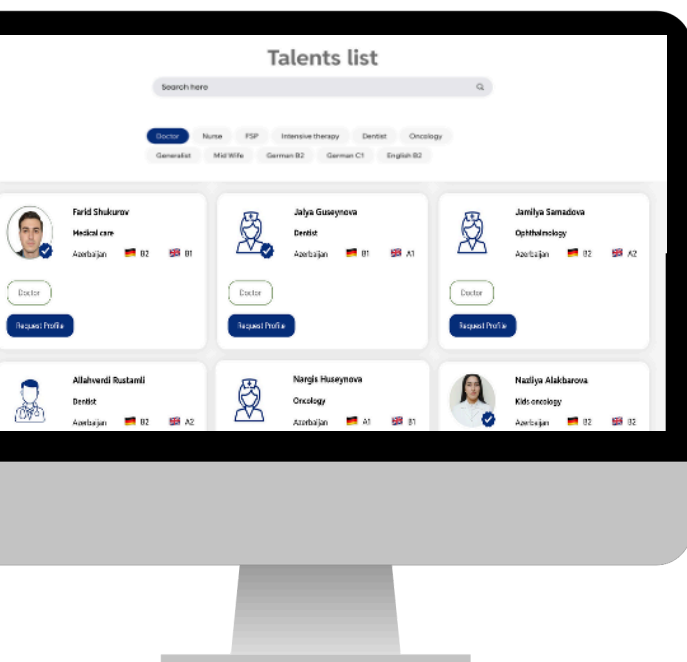 Talents list
Search here
Doctor Nurse FSP Intensive therapy Dentist Oncology
Generalist Mid Wife German B2 German C1 English B2
Farid Shukurov
Medical care
Azerbaijan B2 B1
Doctor
Request Profile
Jalya Guseynova
Dentist
Azerbaijan B1 A1
Doctor
Request Profile
Jamilya Samadova
Ophthalmology
Azerbaijan B2 A2
Doctor
Request Profile
Allahverdi Rustamli
Dentist
Azerbaijan B2 A2
Nargis Huseynova
Oncology
Azerbaijan A1 B1
Nazliya Alakbarova
Kids oncology
Azerbaijan B2 B2